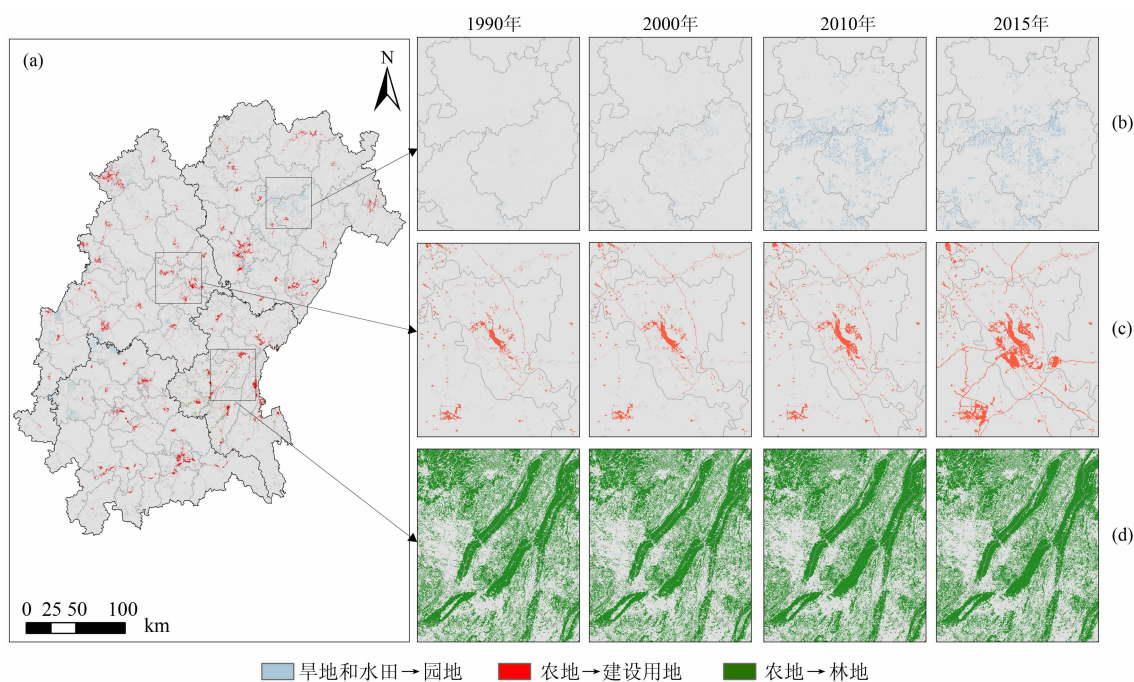 1990年 2000年 2010年 2015年
(a)
N
(b)
(c)
(d)
0 25 50 100
km
旱地和水田→园地 农地→建设用地 农地→林地